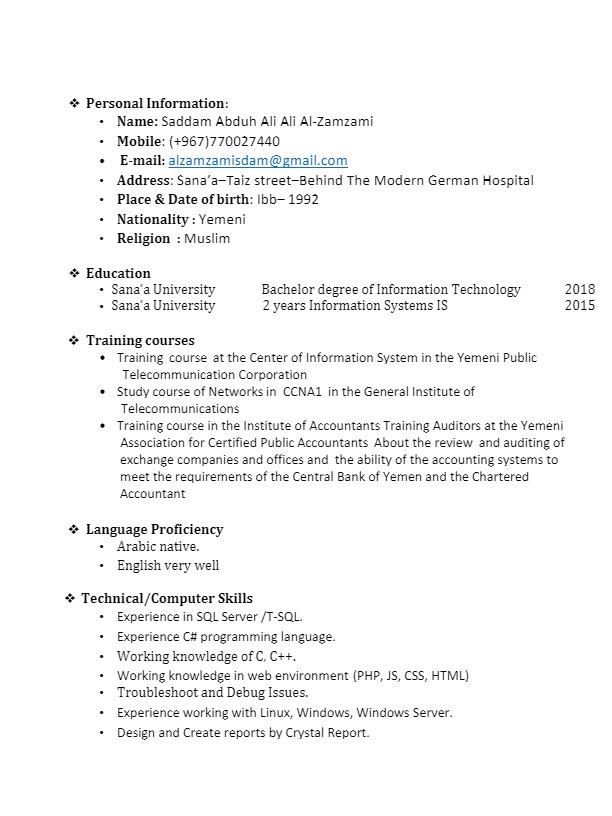 ❖ Personal Information:
• Name: Saddam Abduh Ali Ali Al-Zamzami
• Mobile: (+967)770027440
• E-mail: alzamzamisdam@gmail.com
• Address: Sana’a–Taiz street–Behind The Modern German Hospital
• Place & Date of birth: Ibb– 1992
• Nationality : Yemeni
• Religion : Muslim
❖ Education
• Sana’a University Bachelor degree of Information Technology 2018
• Sana’a University 2 years Information Systems IS 2015
❖ Training courses
• Training course at the Center of Information System in the Yemeni Public
Telecommunication Corporation
• Study course of Networks in CCNA1 in the General Institute of
Telecommunications
• Training course in the Institute of Accountants Training Auditors at the Yemeni
Association for Certified Public Accountants About the review and auditing of
exchange companies and offices and the ability of the accounting systems to
meet the requirements of the Central Bank of Yemen and the Chartered
Accountant
❖ Language Proficiency
• Arabic native.
• English very well
❖ Technical/Computer Skills
• Experience in SQL Server /T-SQL.
• Experience C# programming language.
• Working knowledge of C, C++.
• Working knowledge in web environment (PHP, JS, CSS, HTML)
• Troubleshoot and Debug Issues.
• Experience working with Linux, Windows, Windows Server.
• Design and Create reports by Crystal Report.